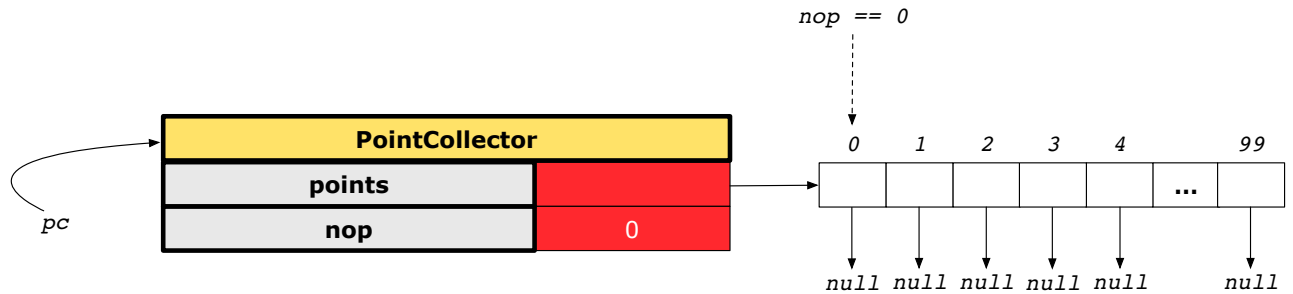 nop == 0
PointCollector
0 1 2 3 4 99
points
...
pc
nop 0
null null null null null null